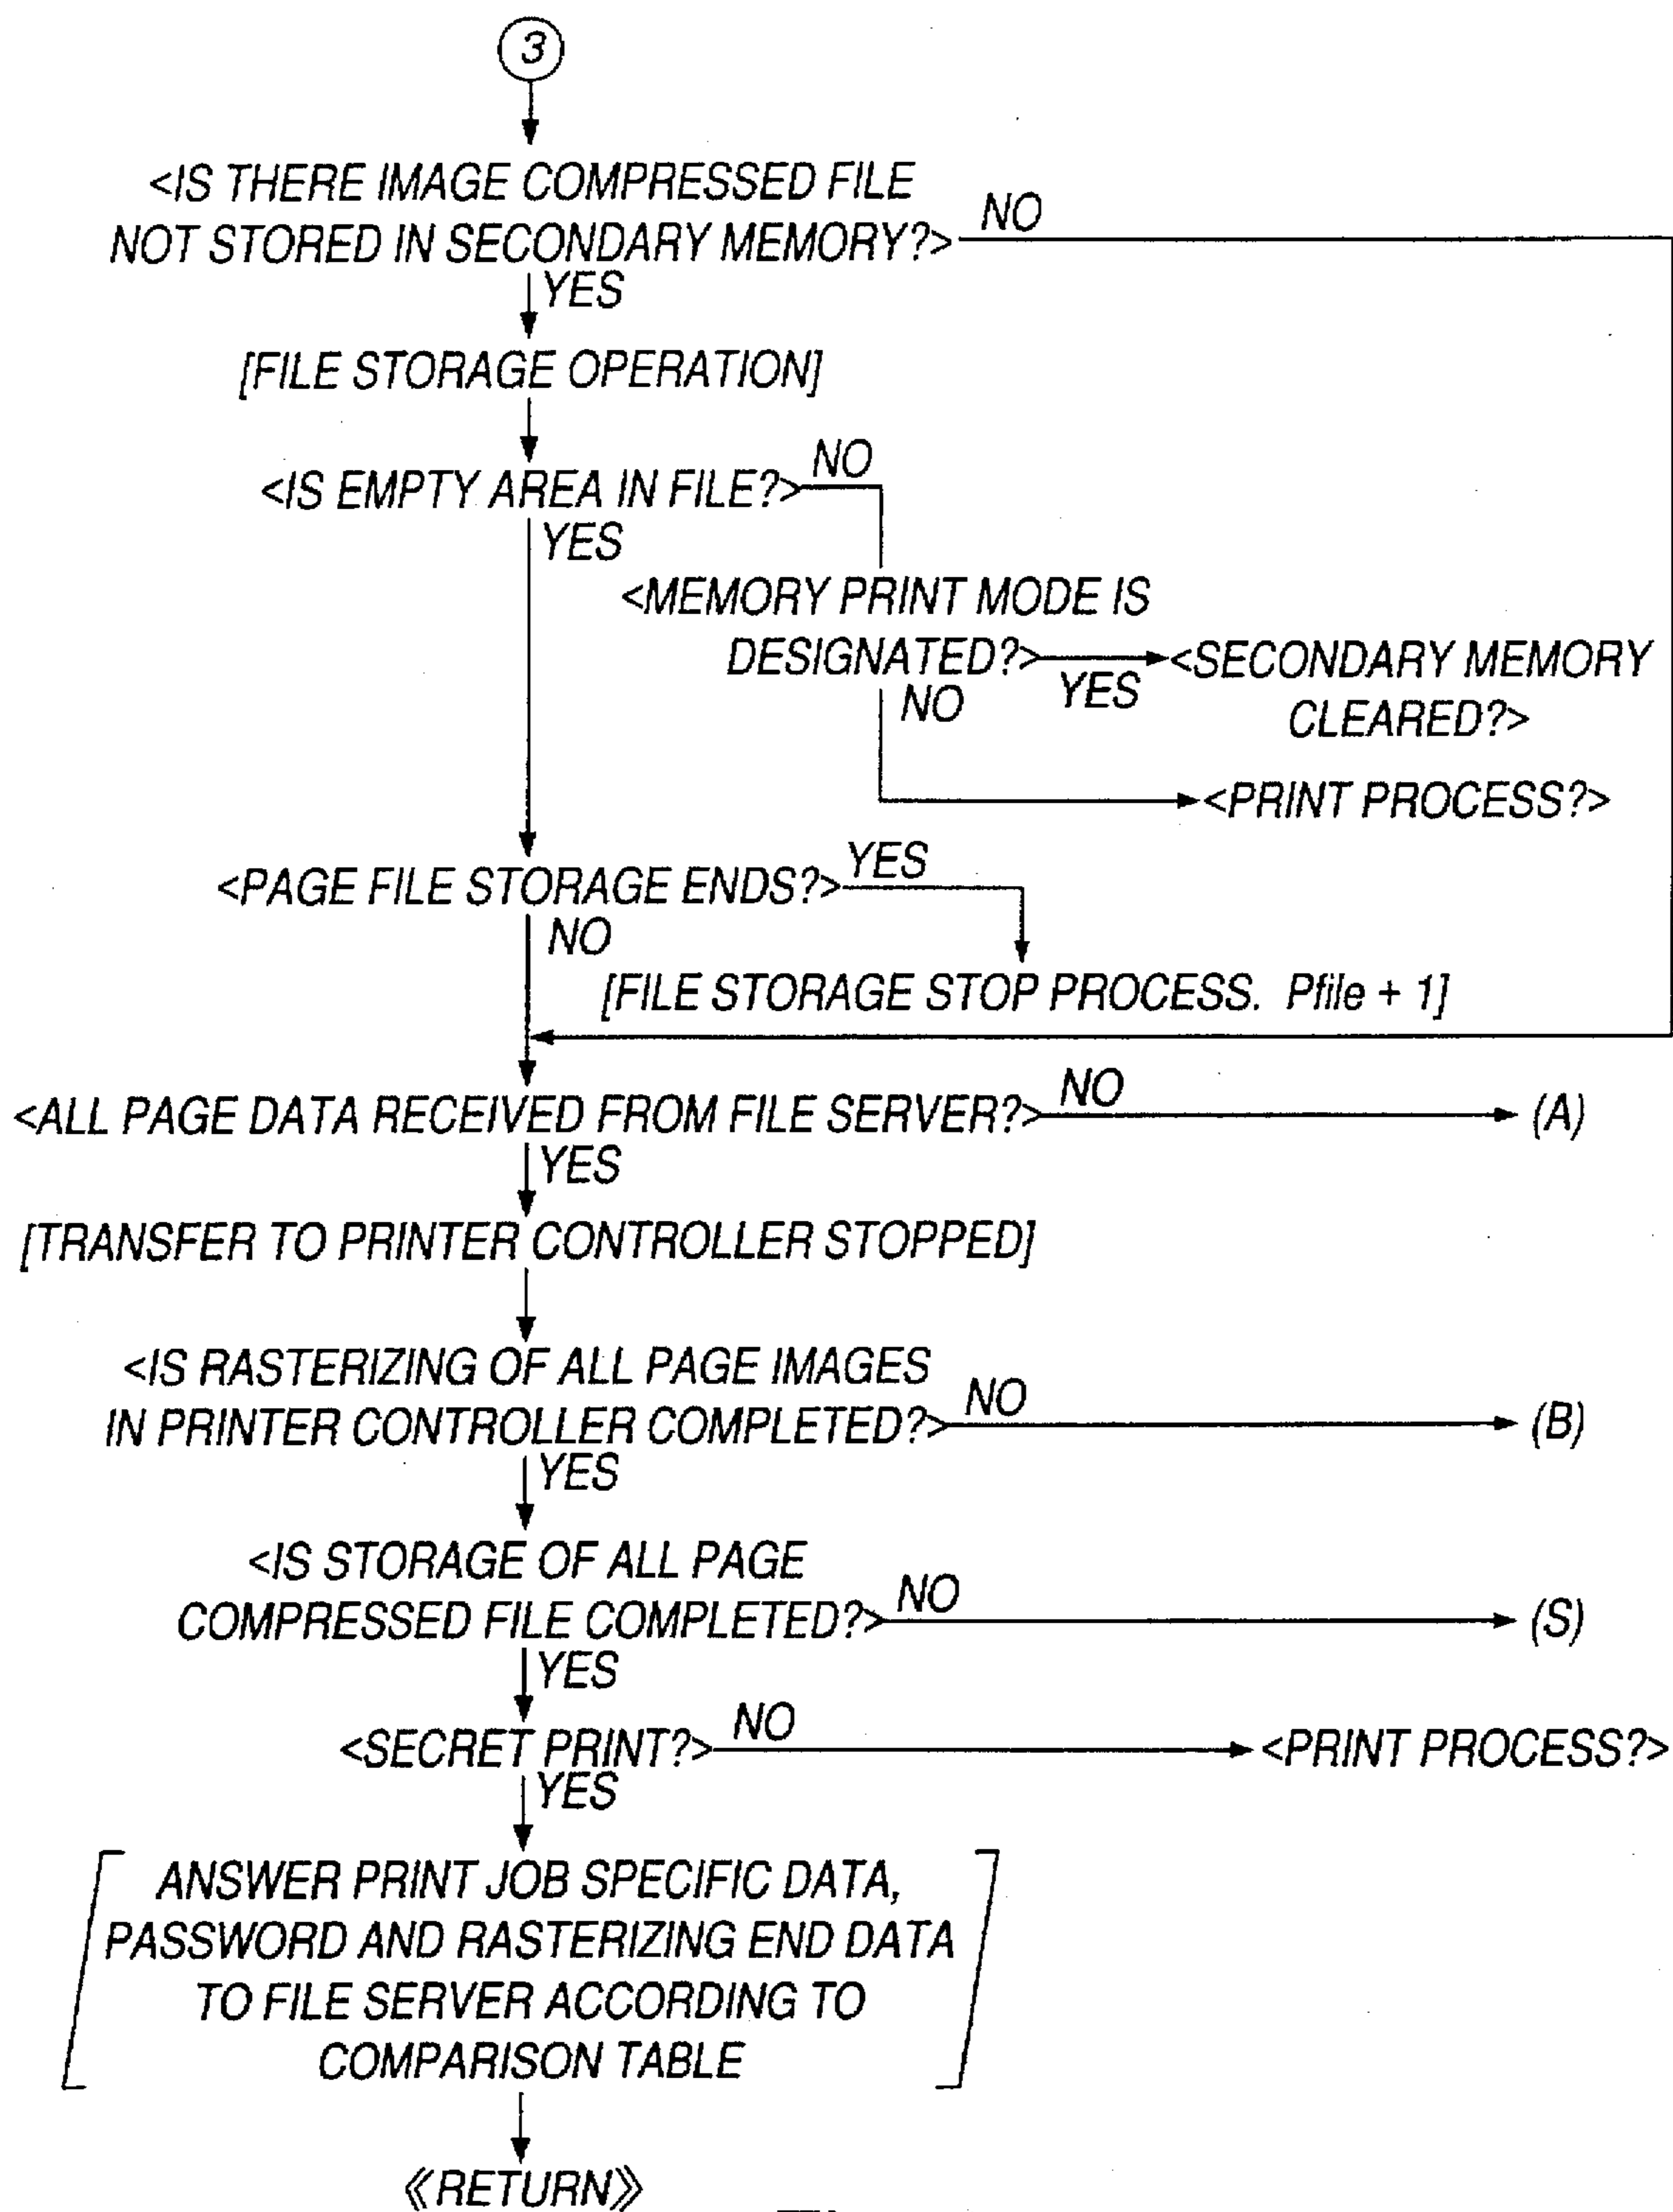 3
<IS THERE IMAGE COMPRESSED FILE
NOT STORED IN SECONDARY MEMORY?>
NO
YES
[FILE STORAGE OPERATION]
<IS EMPTY AREA IN FILE?>
NO
YES
<MEMORY PRINT MODE IS
DESIGNATED?>
YES
<SECONDARY MEMORY
CLEARED?>
NO
<PRINT PROCESS?>
<PAGE FILE STORAGE ENDS?>
YES
NO
[FILE STORAGE STOP PROCESS. Pfile + 1]
<ALL PAGE DATA RECEIVED FROM FILE SERVER?>
NO
(A)
YES
[TRANSFER TO PRINTER CONTROLLER STOPPED]
<IS RASTERIZING OF ALL PAGE IMAGES
IN PRINTER CONTROLLER COMPLETED?>
NO
(B)
YES
<IS STORAGE OF ALL PAGE
COMPRESSED FILE COMPLETED?>
NO
(S)
YES
<SECRET PRINT?>
NO
<PRINT PROCESS?>
YES
ANSWER PRINT JOB SPECIFIC DATA,
PASSWORD AND RASTERIZING END DATA
TO FILE SERVER ACCORDING TO
COMPARISON TABLE
《RETURN》